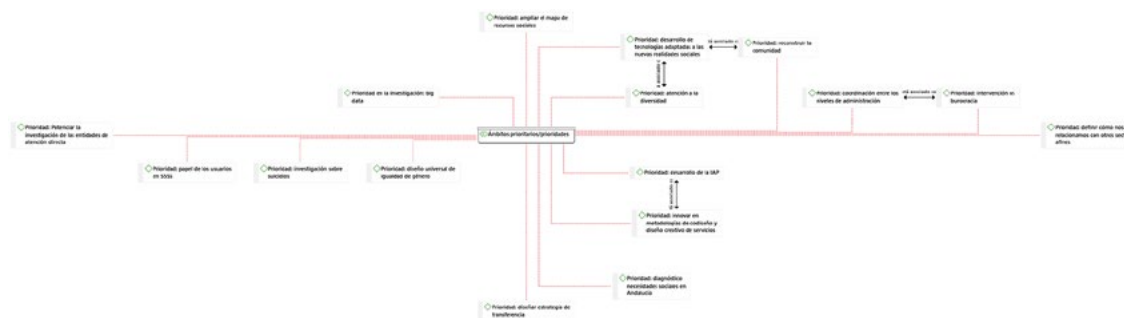 Prioridad: ampliar el mapa de
recursos sociales
Prioridad: desarrollo de
tecnologías adaptadas a las
nuevas realidades sociales
Prioridad: reconstruir la
comunidad
Prioridad en la investigación: big
data
Prioridad: atención a la
diversidad
Prioridad: coordinación entre los
niveles de administración
Prioridad: intervención vs
burocracia
Prioridad: Potenciar la
investigación de las entidades de
atención directa
Ámbitos prioritarios/prioridades
Prioridad: definir cómo nos
relacionamos con otros
afines
Prioridad: papel de los usuarios
en SSSS
Prioridad: investigación sobre
suicidios
Prioridad: diseño universal de
igualdad de género
Prioridad: desarrollo de la IAP
Prioridad: innovar en
metodologías de codiseño y
diseño creativo de servicios
Prioridad: diagnóstico
necesidades sociales en
Andalucía
Prioridad: diseñar estrategia de
transferencia